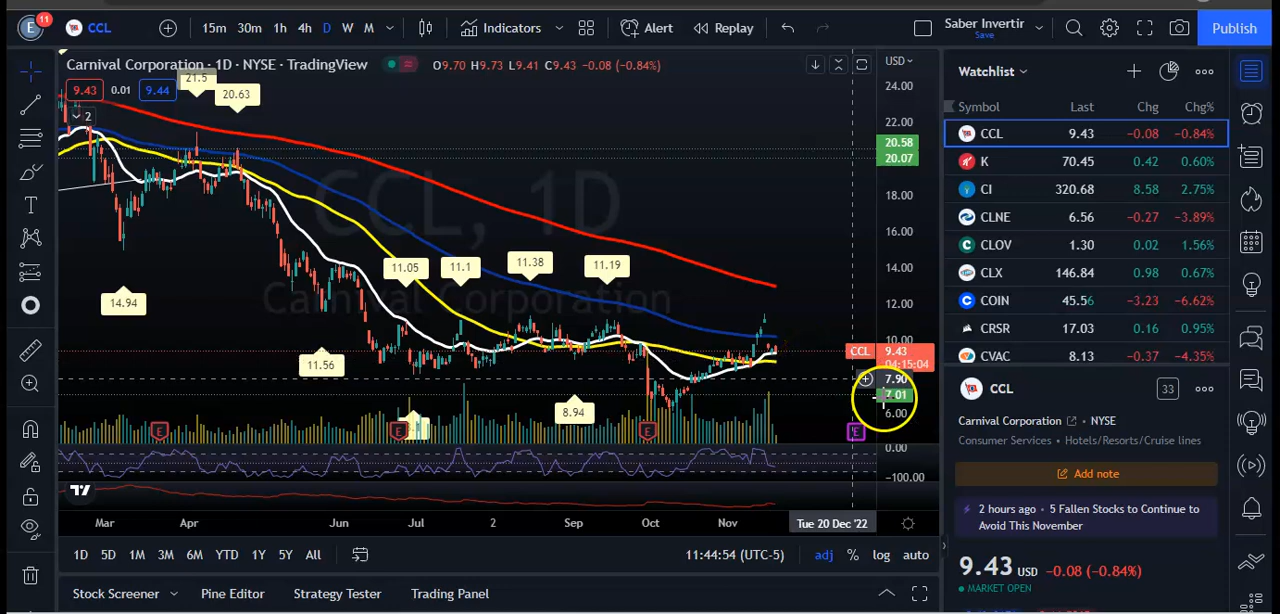 E 11 CCL 15m 30m 1h 4h D W M Indicators Alert Replay Saber Invertir Save Publish
Carnival Corporation · 1D · NYSE · TradingView O9.70 H9.73 L9.41 C9.43 −0.08 (−0.84%)
9.43 0.01 9.44
2
21.5
20.63
14.94
11.56
11.05
11.1
11.38
11.19
8.94
CCL, 1D
Carnival Corporation
USD
24.00
22.00
20.58
20.07
18.00
16.00
14.00
12.00
10.00
CCL 9.43
04:15:04
7.90
7.01
6.00
0.00
−100.00
E E E E
Mar Apr Jun Jul 2 Sep Oct Nov Tue 20 Dec '22
1D 5D 1M 3M 6M YTD 1Y 5Y All 11:44:54 (UTC-5) adj % log auto
Stock Screener Pine Editor Strategy Tester Trading Panel
Watchlist
Symbol Last Chg Chg%
CCL 9.43 −0.08 −0.84%
K 70.45 0.42 0.60%
CI 320.68 8.58 2.75%
CLNE 6.56 −0.27 −3.89%
CLOV 1.30 0.02 1.56%
CLX 146.84 0.98 0.67%
COIN 45.56 −3.23 −6.62%
CRSR 17.03 0.16 0.95%
CVAC 8.13 −0.37 −4.35%
CCL 33
Carnival Corporation · NYSE
Consumer Services • Hotels/Resorts/Cruise lines
Add note
2 hours ago • 5 Fallen Stocks to Continue to
Avoid This November
9.43 USD −0.08 (−0.84%)
MARKET OPEN